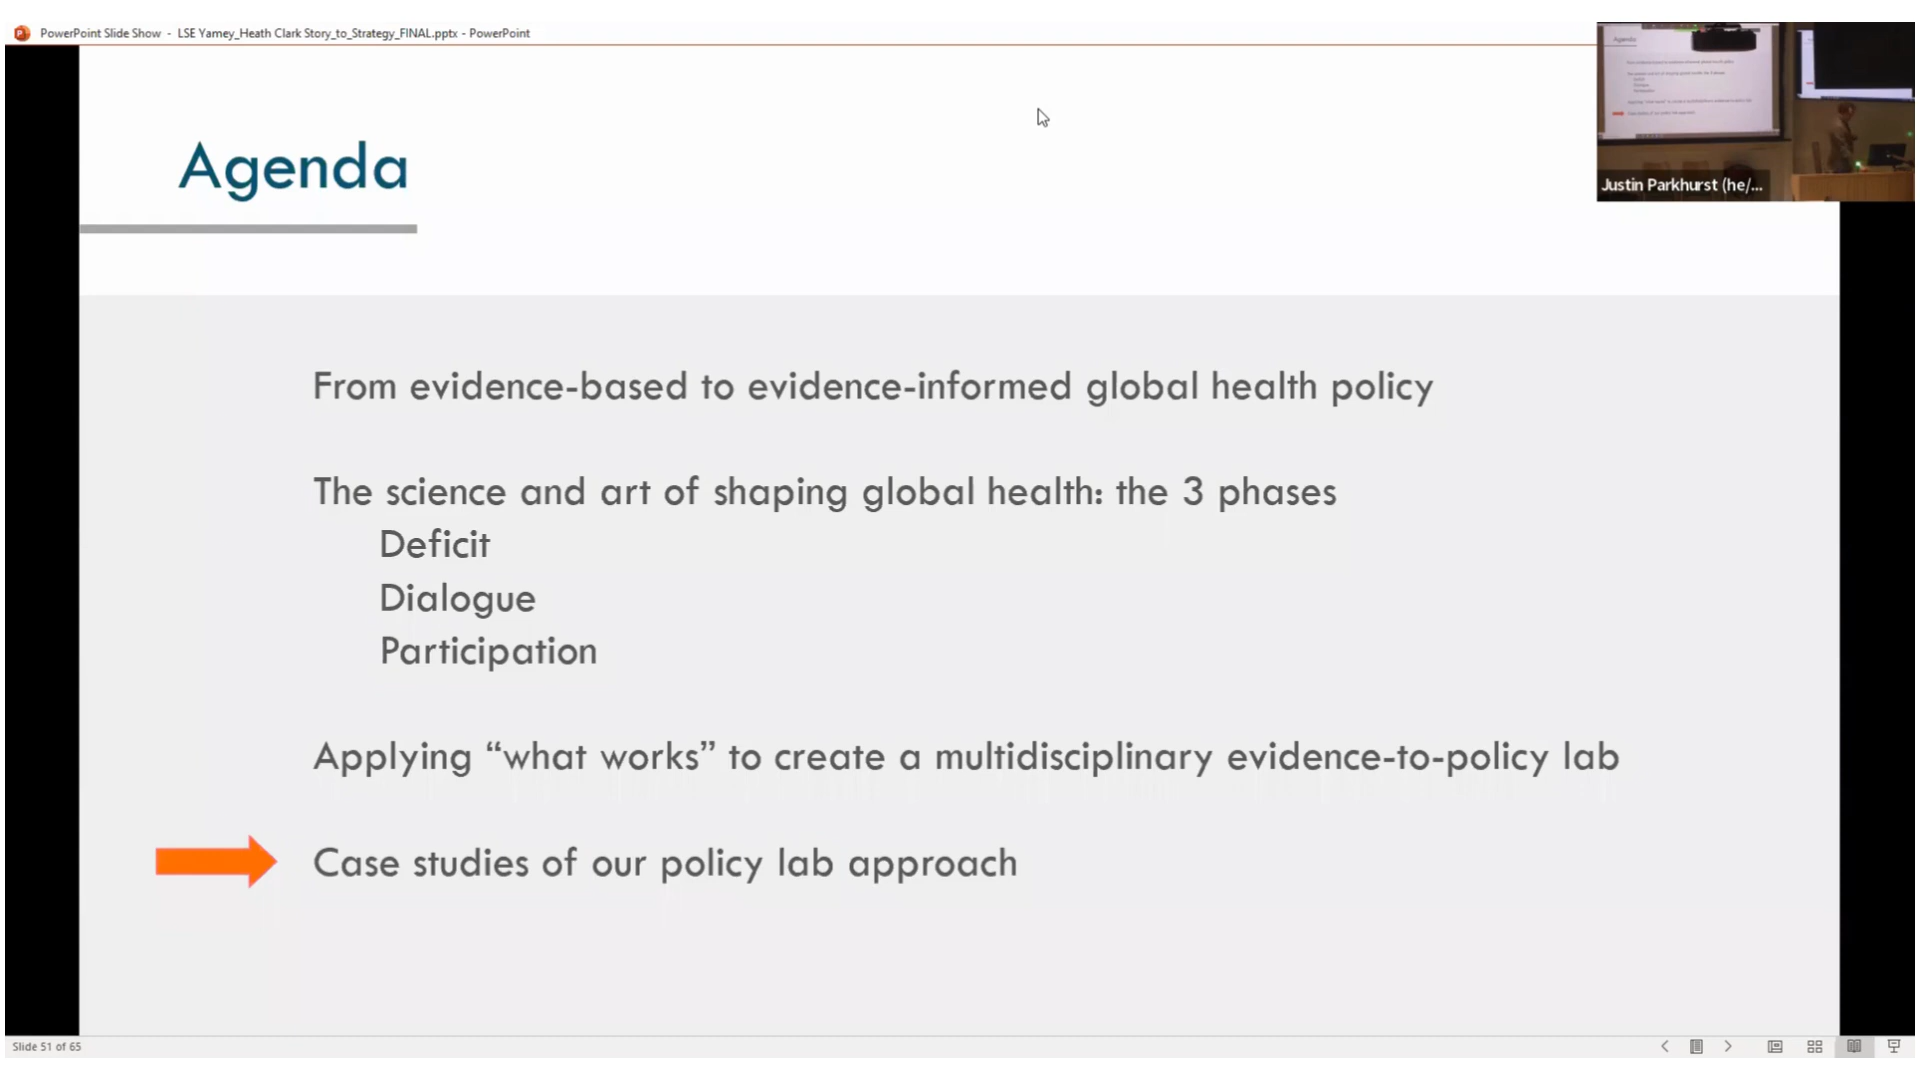 PowerPoint Slide Show - LSE Yamey_Heath Clark Story_to_Strategy_FINAL.pptx - PowerPoint
Agenda
Justin Parkhurst (he/...
From evidence-based to evidence-informed global health policy
The science and art of shaping global health: the 3 phases
Deficit
Dialogue
Participation
Applying “what works” to create a multidisciplinary evidence-to-policy lab
Case studies of our policy lab approach
Slide 51 of 65